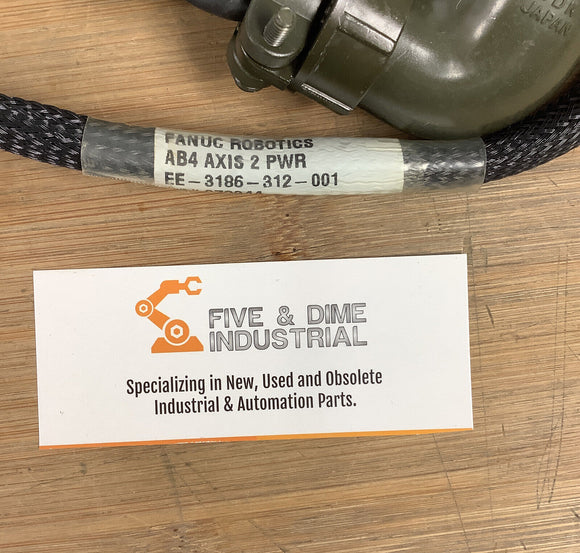 JAPAN
FANUC ROBOTICS
AB4 AXIS 2 PWR
EE-3186-312-001
FIVE & DIME
INDUSTRIAL
Specializing in New, Used and Obsolete
Industrial & Automation Parts.